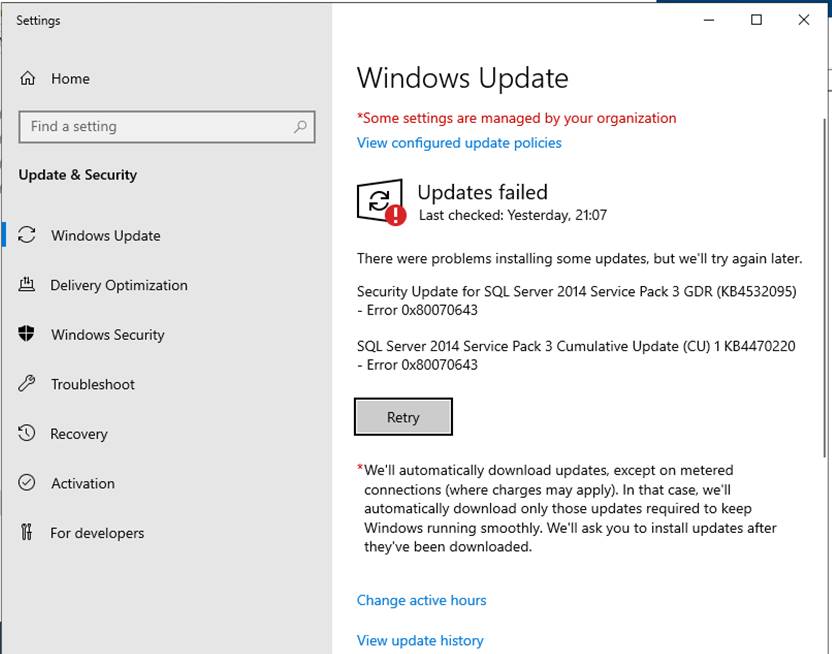 Settings
Home
Find a setting
Update & Security
Windows Update
Delivery Optimization
Windows Security
Troubleshoot
Recovery
Activation
For developers
Windows Update
*Some settings are managed by your organization
View configured update policies
Updates failed
Last checked: Yesterday, 21:07
There were problems installing some updates, but we'll try again later.
Security Update for SQL Server 2014 Service Pack 3 GDR (KB4532095)
- Error 0x80070643
SQL Server 2014 Service Pack 3 Cumulative Update (CU) 1 KB4470220
- Error 0x80070643
Retry
*We'll automatically download updates, except on metered
connections (where charges may apply). In that case, we'll
automatically download only those updates required to keep
Windows running smoothly. We'll ask you to install updates after
they've been downloaded.
Change active hours
View update history